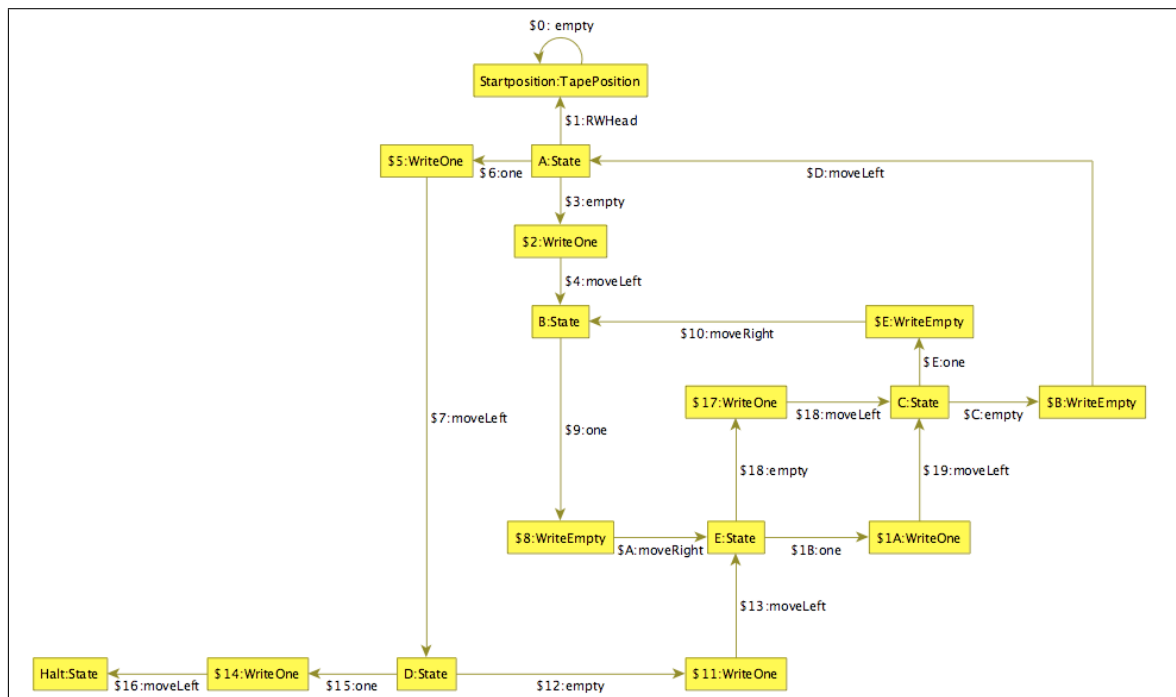 $0: empty
Startposition:TapePosition
$1:RWHead
$5:WriteOne
$6:one
A:State
$D:moveLeft
$3:empty
$2:WriteOne
$4:moveLeft
B:State
$10:moveRight
$E:WriteEmpty
$E:one
$17:WriteOne
$18:moveLeft
C:State
$C:empty
$B:WriteEmpty
$7:moveLeft
$9:one
$18:empty
$19:moveLeft
$8:WriteEmpty
$A:moveRight
E:State
$1B:one
$1A:WriteOne
$13:moveLeft
Halt:State
$16:moveLeft
$14:WriteOne
$15:one
D:State
$12:empty
$11:WriteOne